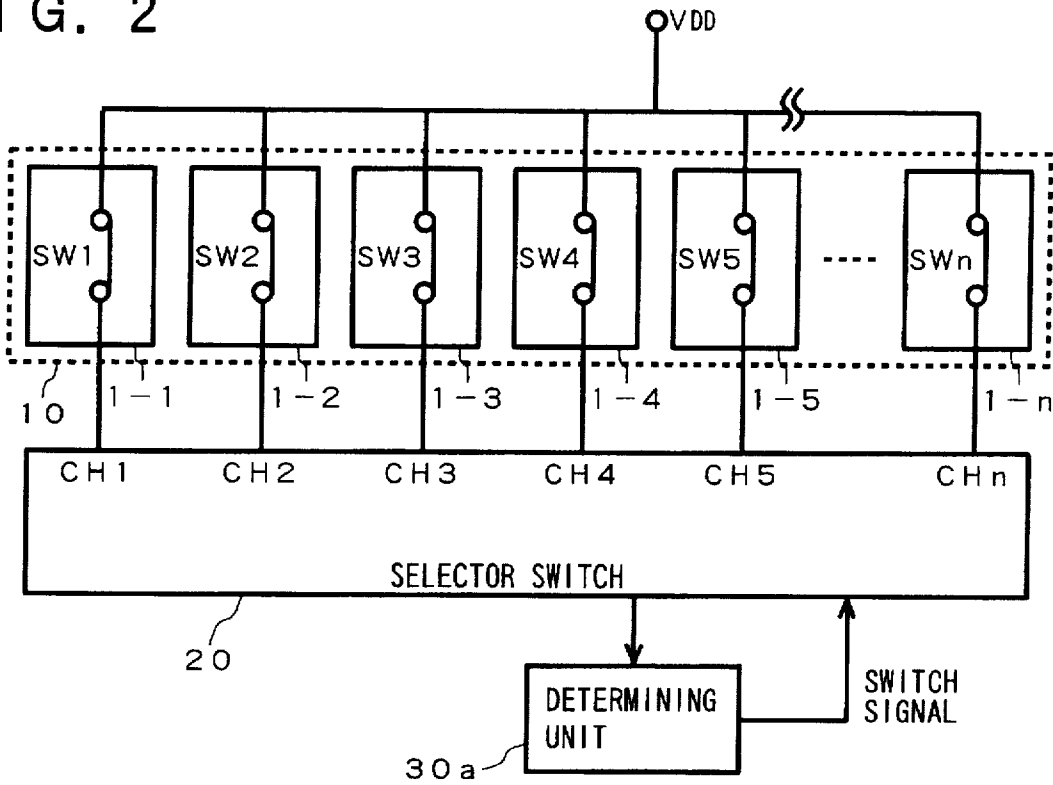 G. 2
VDD
SW1 SW2 SW3 SW4 SW5 SWn
10 1-1 1-2 1-3 1-4 1-5 1-n
CH1 CH2 CH3 CH4 CH5 CHn
SELECTOR SWITCH
20
DETERMINING
UNIT
SWITCH
SIGNAL
30a